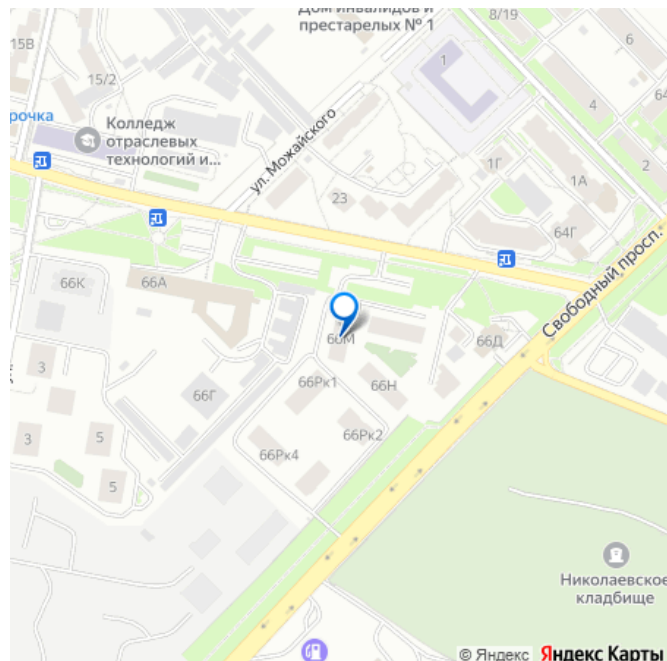 Дом инвалидов и
престарелых № 1
8/19
15В
6
15/2
1
64
4
рочка
Колледж
отраслевых
технологий и...
ул. Можайского
2
1Г
1А
23
64Г
Свободный просп.
66К
66А
66М
66Д
3
66Г
66Рк1
66Н
3
5
66Рк2
66Рк4
5
Николаевское
кладбище
© Яндекс Яндекс Карты